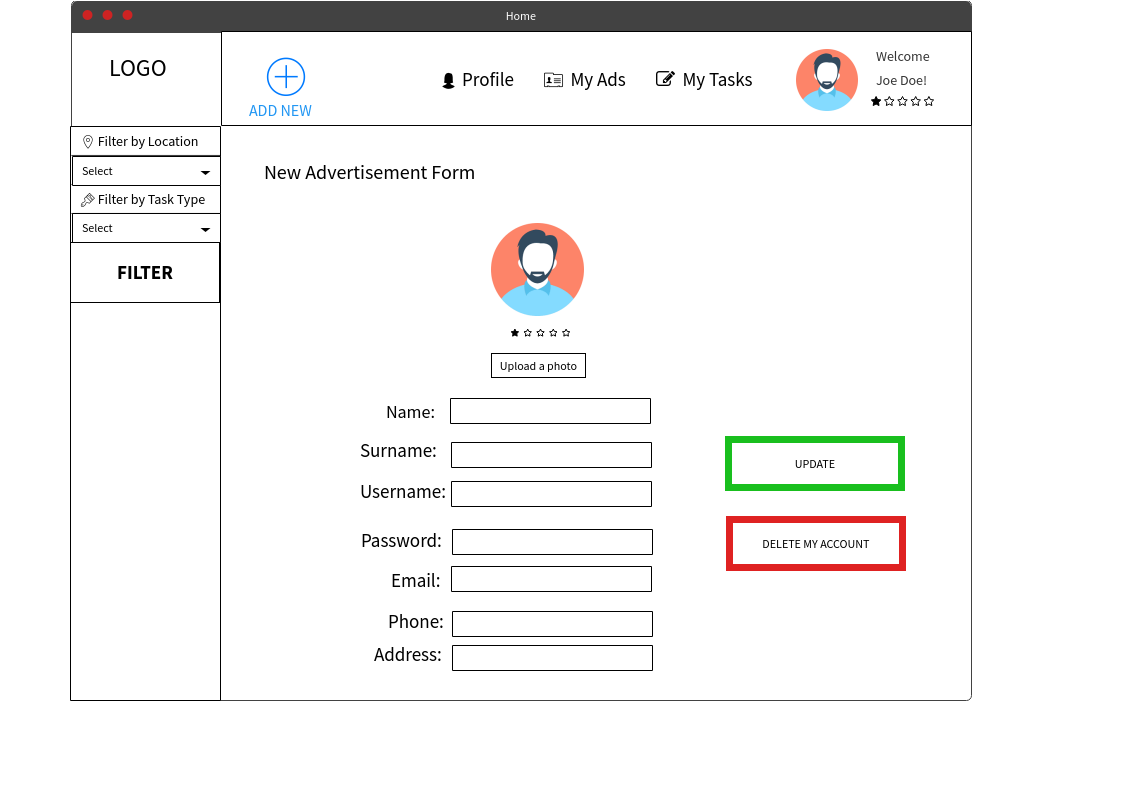 Home
LOGO
ADD NEW
Profile
My Ads
My Tasks
Welcome
Joe Doe!
Filter by Location
Select
Filter by Task Type
Select
FILTER
New Advertisement Form
Upload a photo
Name:
Surname:
Username:
Password:
Email:
Phone:
Address:
UPDATE
DELETE MY ACCOUNT